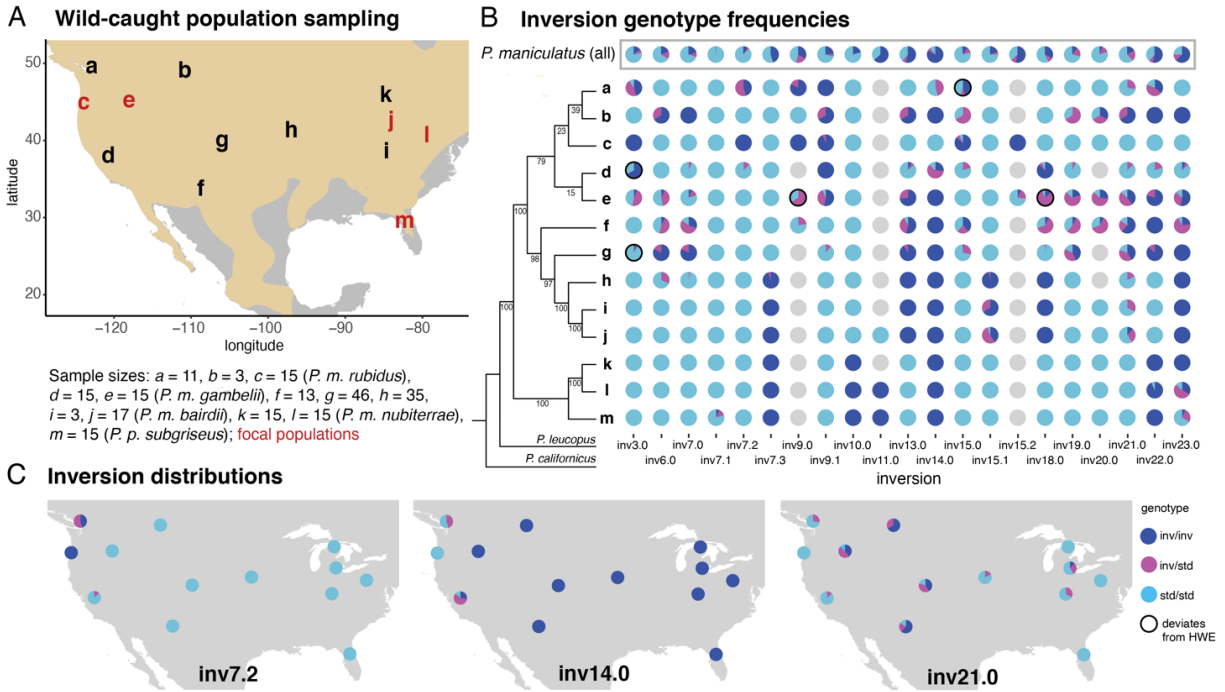 A Wild-caught population sampling
50
40
30
20
latitude
−120
−110
−100
−90
−80
longitude
a
b
c
e
k
j
g
h
l
d
i
f
m
Sample sizes: a = 11, b = 3, c = 15 (P. m. rubidus),
d = 15, e = 15 (P. m. gambelii), f = 13, g = 46, h = 35,
i = 3, j = 17 (P. m. bairdii), k = 15, l = 15 (P. m. nubiterrae),
m = 15 (P. p. subgriseus); focal populations
B Inversion genotype frequencies
P. maniculatus (all)
a
b
c
d
e
f
g
h
i
j
k
l
m
39
23
79
15
100
98
97
100
100
100
100
100
P. leucopus
P. californicus
inv3.0 inv7.0 inv7.2 inv9.0 inv10.0 inv13.0 inv15.0 inv15.2 inv19.0 inv21.0 inv23.0
inv6.0 inv7.1 inv7.3 inv9.1 inv11.0 inv14.0 inv15.1 inv18.0 inv20.0 inv22.0
inversion
C Inversion distributions
inv7.2
inv14.0
inv21.0
genotype
inv/inv
inv/std
std/std
deviates
from HWE